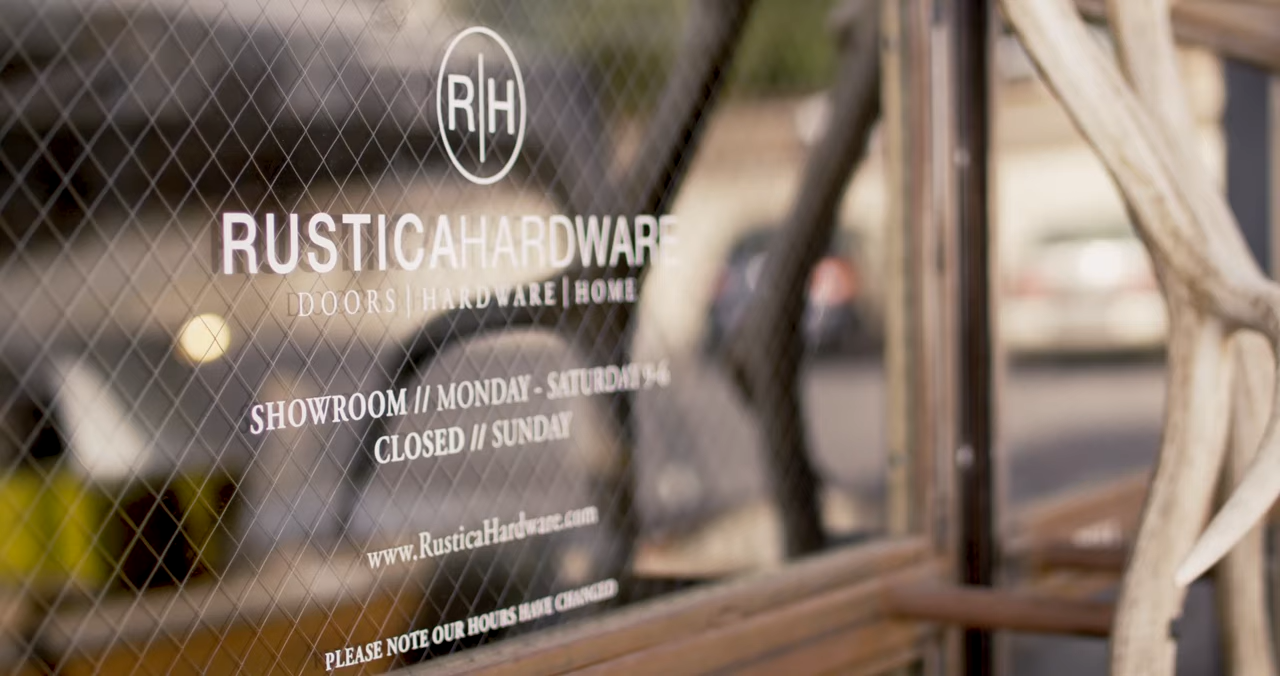 R|H
RUSTICAHARDWARE
DOORS | HARDWARE | HOME
SHOWROOM // MONDAY - SATURDAY 9-6
CLOSED // SUNDAY
www.RusticaHardware.com
PLEASE NOTE OUR HOURS HAVE CHANGED